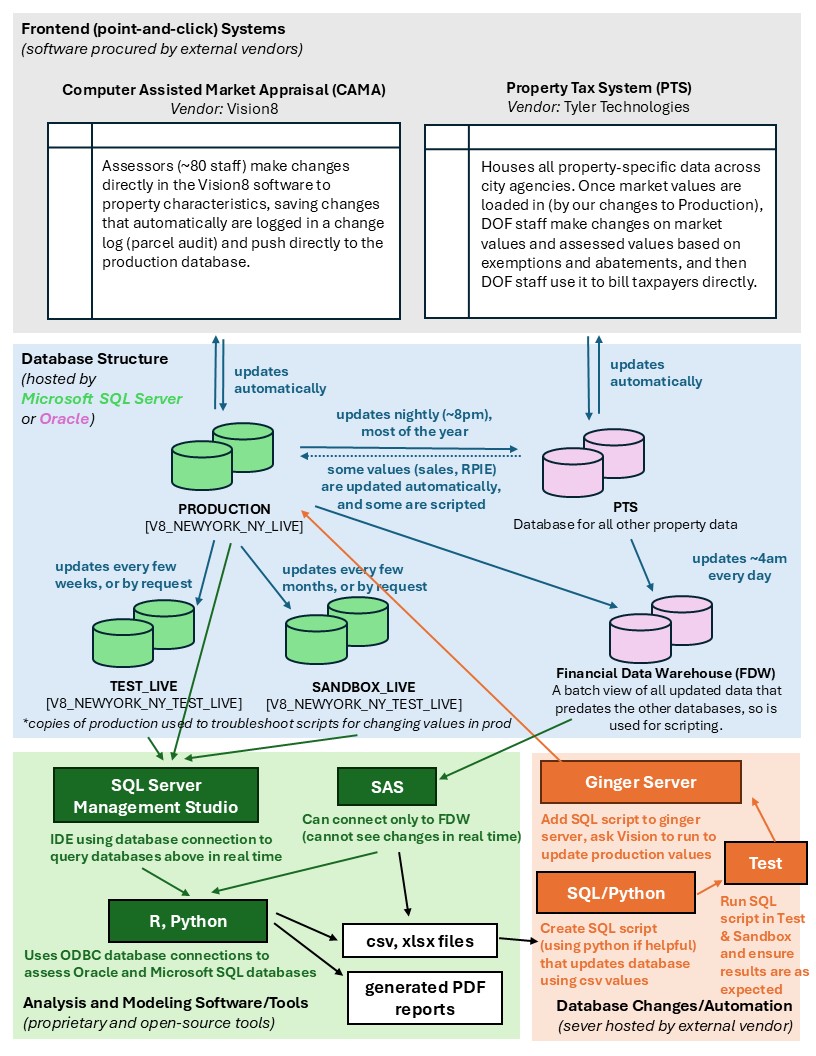 Frontend (point-and-click) Systems
(software procured by external vendors)
Computer Assisted Market Appraisal (CAMA)
Vendor: Vision8
Assessors (~80 staff) make changes
directly in the Vision8 software to
property characteristics, saving changes
that automatically are logged in a change
log (parcel audit) and push directly to the
production database.
Property Tax System (PTS)
Vendor: Tyler Technologies
Houses all property-specific data across
city agencies. Once market values are
loaded in (by our changes to Production),
DOF staff make changes on market
values and assessed values based on
exemptions and abatements, and then
DOF staff use it to bill taxpayers directly.
Database Structure
(hosted by
Microsoft SQL Server
or Oracle)
updates
automatically
updates
automatically
updates nightly (~8pm),
most of the year
some values (sales, RPIE)
are updated automatically,
and some are scripted
PRODUCTION
[V8_NEWYORK_NY_LIVE]
PTS
Database for all other property data
updates every few
weeks, or by request
updates every few
months, or by request
updates ~4am
every day
TEST_LIVE
[V8_NEWYORK_NY_TEST_LIVE]
SANDBOX_LIVE
[V8_NEWYORK_NY_TEST_LIVE]
*copies of production used to troubleshoot scripts for changing values in prod
Financial Data Warehouse (FDW)
A batch view of all updated data that
predates the other databases, so is
used for scripting.
SQL Server
Management Studio
IDE using database connection to
query databases above in real time
SAS
Can connect only to FDW
(cannot see changes in real time)
R, Python
Uses ODBC database connections to
assess Oracle and Microsoft SQL databases
csv, xlsx files
generated PDF
reports
Analysis and Modeling Software/Tools
(proprietary and open-source tools)
Ginger Server
Add SQL script to ginger
server, ask Vision to run to
update production values
Test
Run SQL
script in Test
& Sandbox
and ensure
results are as
expected
SQL/Python
Create SQL script
(using python if helpful)
that updates database
using csv values
Database Changes/Automation
(sever hosted by external vendor)